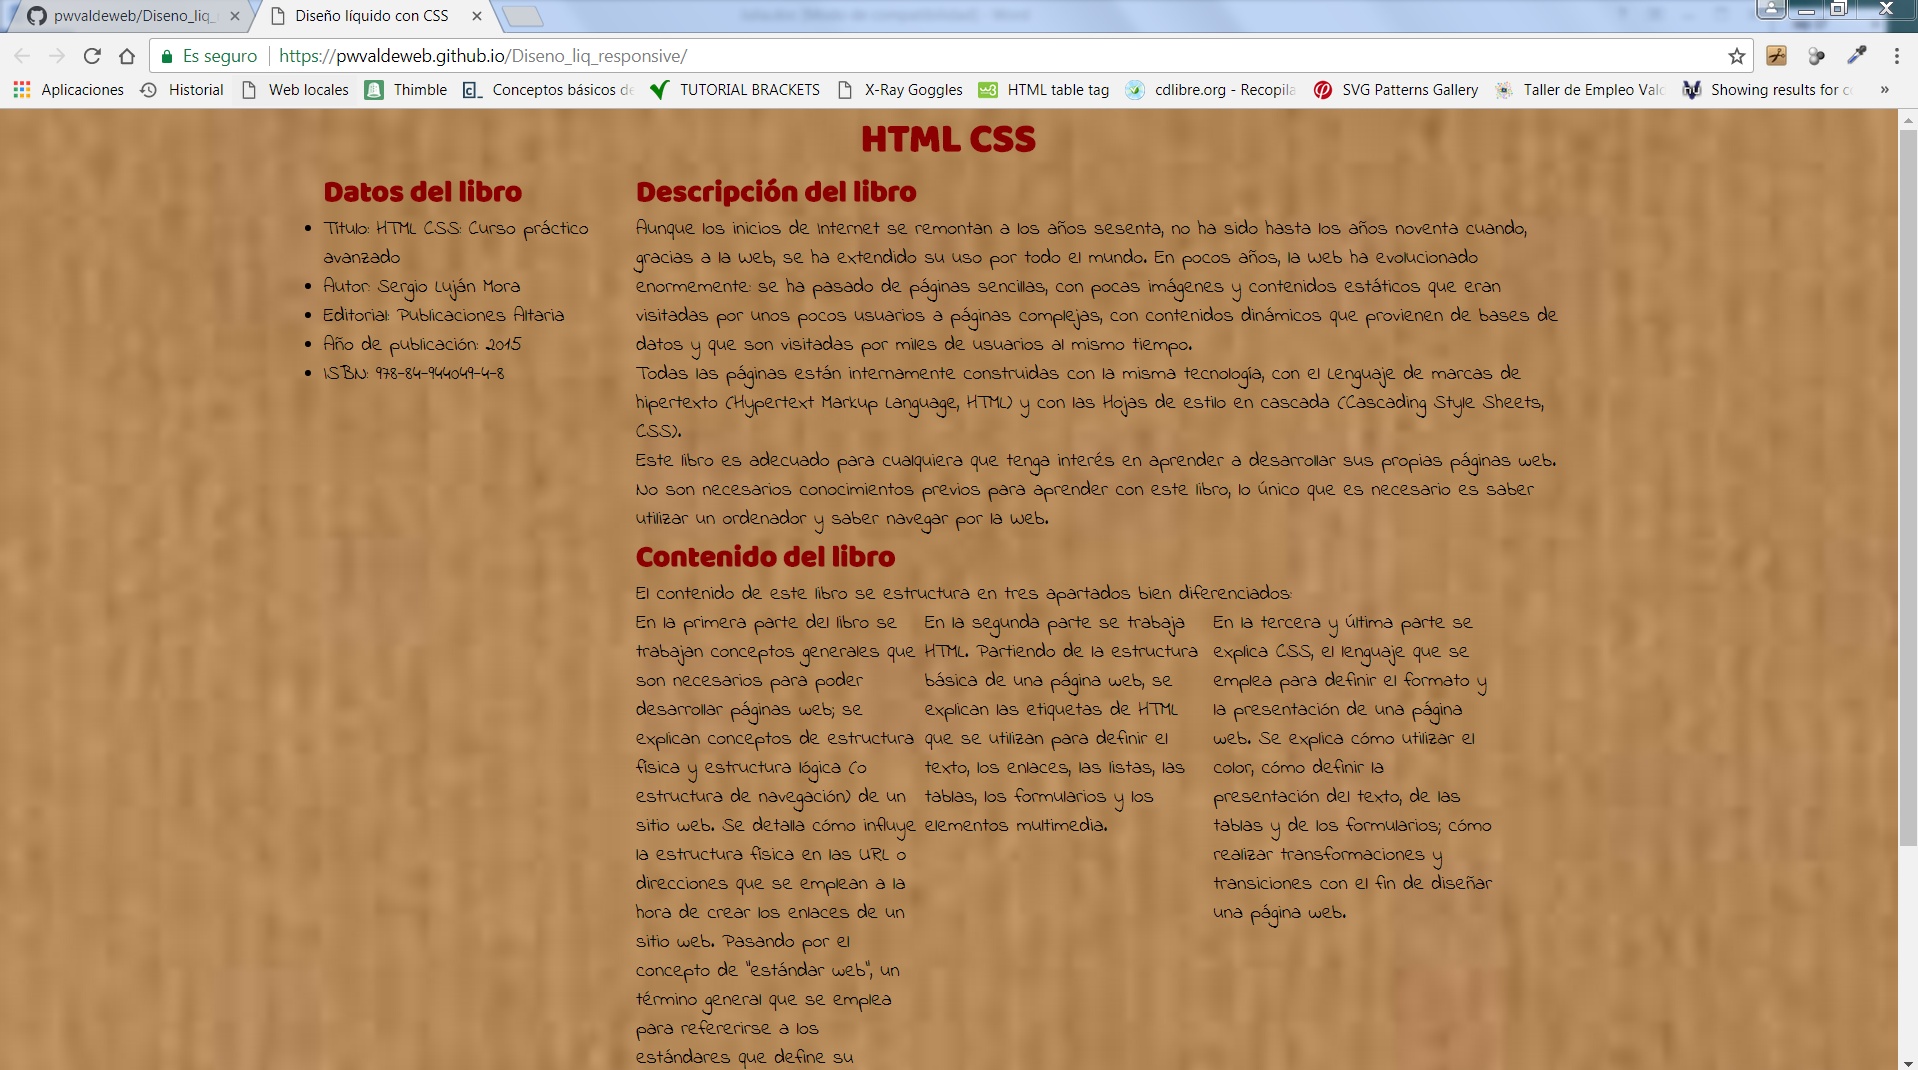 pwvaldeweb/Diseno_liq_
Diseño líquido con CSS
Es seguro
https://pwvaldeweb.github.io/Diseno_liq_responsive/
Aplicaciones Historial Web locales Thimble Conceptos básicos de TUTORIAL BRACKETS X-Ray Goggles HTML table tag cdlibre.org - Recopila SVG Patterns Gallery Taller de Empleo Val Showing results for c »
HTML CSS
Datos del libro
Título: HTML CSS: Curso práctico
avanzado
Autor: Sergio Luján Mora
Editorial: Publicaciones Altaria
Año de publicación: 2015
ISBN: 978-84-944049-4-8
Descripción del libro
Aunque los inicios de Internet se remontan a los años sesenta, no ha sido hasta los años noventa cuando,
gracias a la Web, se ha extendido su uso por todo el mundo. En pocos años, la Web ha evolucionado
enormemente: se ha pasado de páginas sencillas, con pocas imágenes y contenidos estáticos que eran
visitadas por unos pocos usuarios a páginas complejas, con contenidos dinámicos que provienen de bases de
datos y que son visitadas por miles de usuarios al mismo tiempo.
Todas las páginas están internamente construidas con la misma tecnología, con el Lenguaje de marcas de
hipertexto (Hypertext Markup Language, HTML) y con las Hojas de estilo en cascada (Cascading Style Sheets,
CSS).
Este libro es adecuado para cualquiera que tenga interés en aprender a desarrollar sus propias páginas web.
No son necesarios conocimientos previos para aprender con este libro, lo único que es necesario es saber
utilizar un ordenador y saber navegar por la Web.
Contenido del libro
El contenido de este libro se estructura en tres apartados bien diferenciados:
En la primera parte del libro se
trabajan conceptos generales que
son necesarios para poder
desarrollar páginas web; se
explican conceptos de estructura
física y estructura lógica (o
estructura de navegación) de un
sitio web. Se detalla cómo influye
la estructura física en las URL o
direcciones que se emplean a la
hora de crear los enlaces de un
sitio web. Pasando por el
concepto de "estándar web", un
término general que se emplea
para refererirse a los
estándares que define su
En la segunda parte se trabaja
HTML. Partiendo de la estructura
básica de una página web, se
explican las etiquetas de HTML
que se utilizan para definir el
texto, los enlaces, las listas, las
tablas, los formularios y los
elementos multimedia.
En la tercera y última parte se
explica CSS, el lenguaje que se
emplea para definir el formato y
la presentación de una página
web. Se explica cómo utilizar el
color, cómo definir la
presentación del texto, de las
tablas y de los formularios; cómo
realizar transformaciones y
transiciones con el fin de diseñar
una página web.